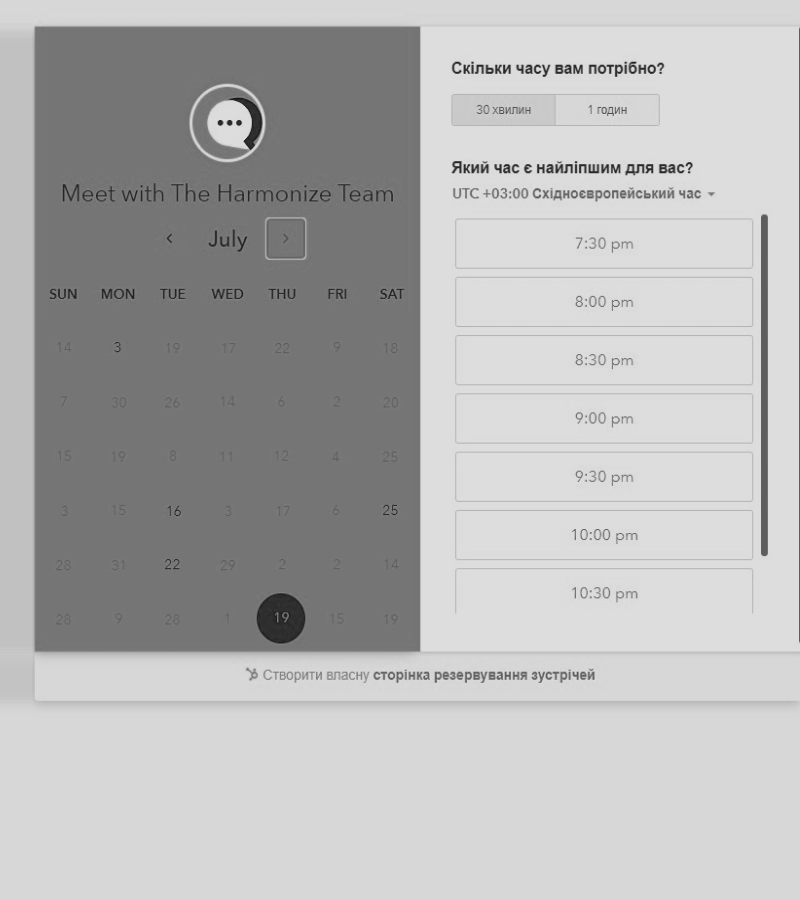 Meet with The Harmonize Team
July
SUN MON TUE WED THU FRI SAT
14 3 19 17 22 9 18
7 30 26 14 6 2 20
15 19 8 11 12 4 25
3 15 16 3 17 6 25
28 31 22 29 2 2 14
28 9 28 1 19 15 19
Скільки часу вам потрібно?
30 хвилин 1 годин
Який час є найліпшим для вас?
UTC +03:00 Східноєвропейський час
7:30 pm
8:00 pm
8:30 pm
9:00 pm
9:30 pm
10:00 pm
10:30 pm
Створити власну сторінка резервування зустрічей